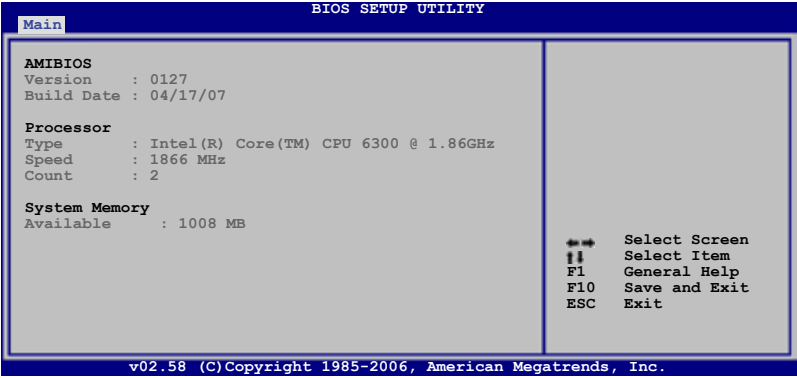 BIOS SETUP UTILITY
Main
AMIBIOS
Version : 0127
Build Date : 04/17/07
Processor
Type : Intel(R) Core(TM) CPU 6300 @ 1.86GHz
Speed : 1866 MHz
Count : 2
System Memory
Available : 1008 MB
Select Screen
Select Item
F1 General Help
F10 Save and Exit
ESC Exit
v02.58 (C)Copyright 1985-2006, American Megatrends, Inc.